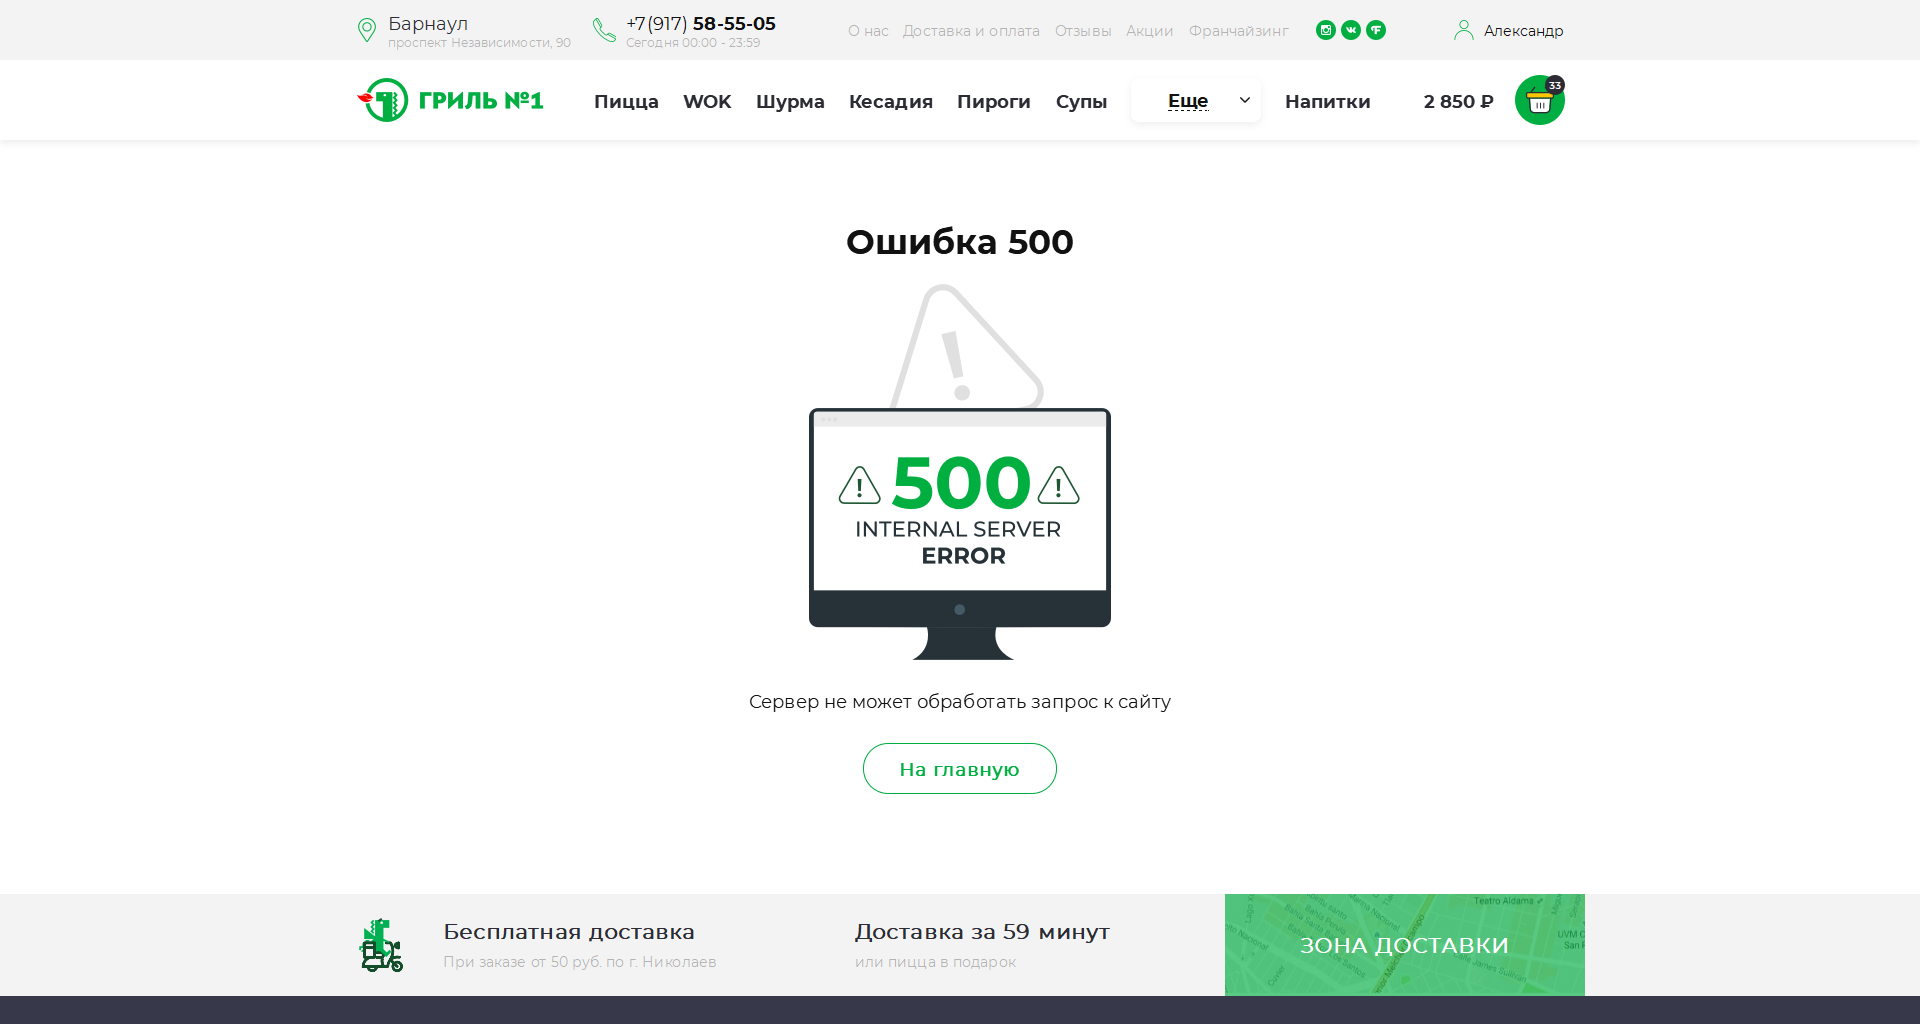 Барнаул
проспект Независимости, 90
+7(917) 58-55-05
Сегодня 00:00 - 23:59
О нас Доставка и оплата Отзывы Акции Франчайзинг
Александр
ГРИЛЬ №1
Пицца WOK Шурма Кесадия Пироги Супы Еще Напитки
2 850 ₽
33
Ошибка 500
500
INTERNAL SERVER
ERROR
Сервер не может обработать запрос к сайту
На главную
Бесплатная доставка
При заказе от 50 руб. по г. Николаев
Доставка за 59 минут
или пицца в подарок
Teatro Aldama
ЗОНА ДОСТАВКИ